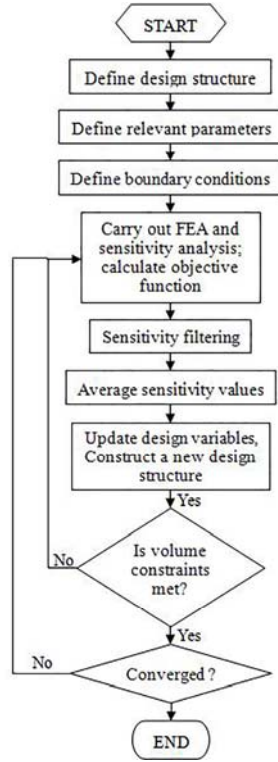 START
Define design structure
Define relevant parameters
Define boundary conditions
Carry out FEA and
sensitivity analysis;
calculate objective
function
Sensitivity filtering
Average sensitivity values
Update design variables,
Construct a new design
structure
Yes
No
Is volume
constraints
met?
Yes
No
Converged ?
END